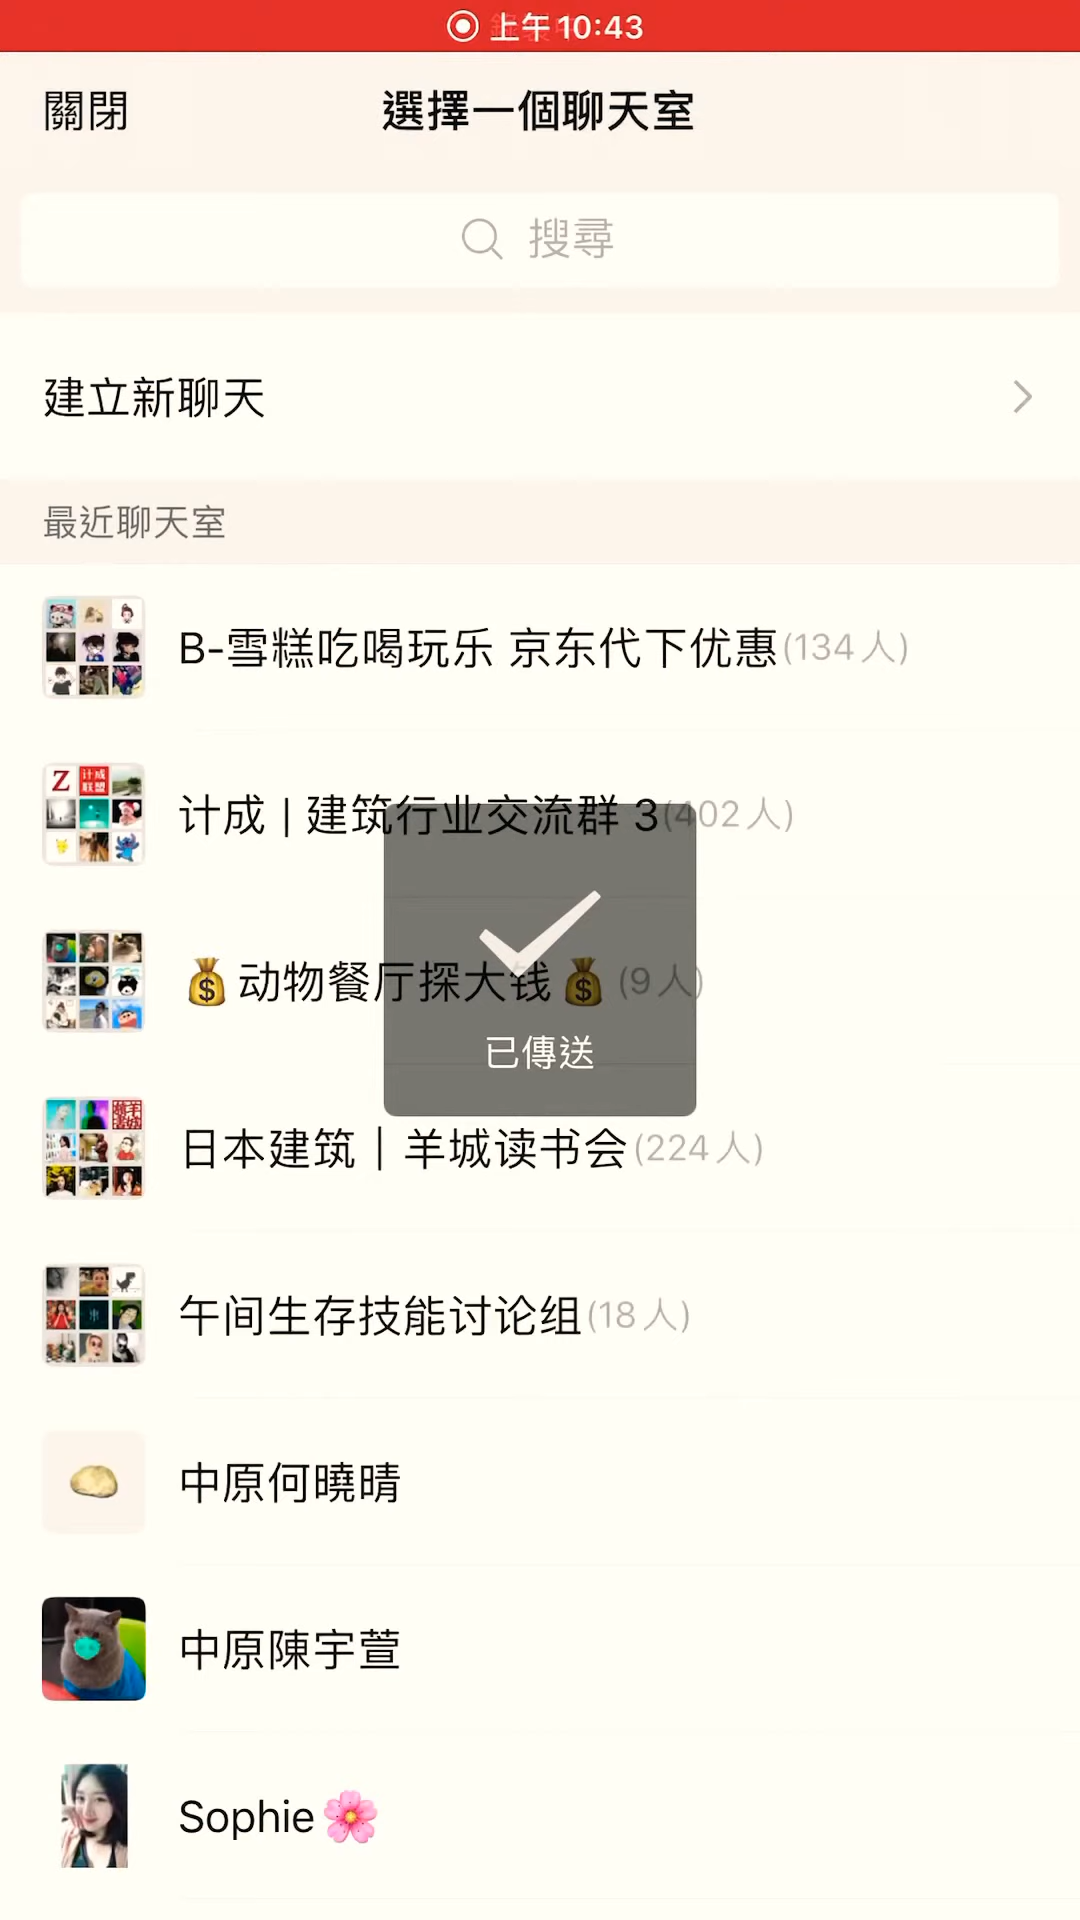 上午10:43
關閉
選擇一個聊天室
搜尋
建立新聊天
最近聊天室
B-雪糕吃喝玩乐 京东代下优惠(134人)
计成 | 建筑行业交流群 3(402人)
💰动物餐厅探大钱💰(9人)
已傳送
日本建筑｜羊城读书会(224人)
午间生存技能讨论组(18人)
中原何曉晴
中原陳宇萱
Sophie🌸